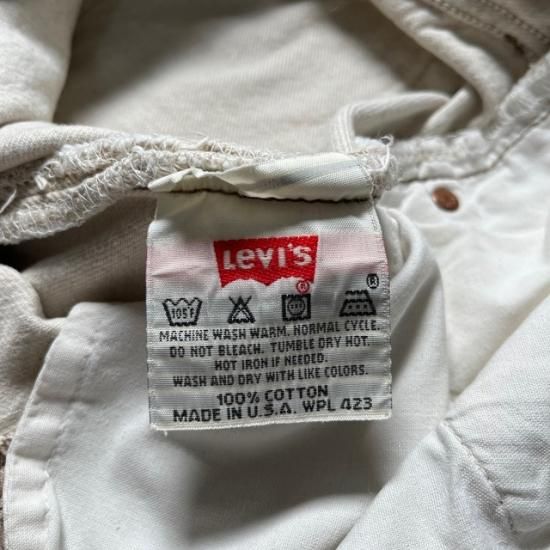 Levi's
®
®
105F
MACHINE WASH WARM. NORMAL CYCLE.
DO NOT BLEACH. TUMBLE DRY HOT.
HOT IRON IF NEEDED.
WASH AND DRY WITH LIKE COLORS.
100% COTTON
MADE IN U.S.A. WPL 423